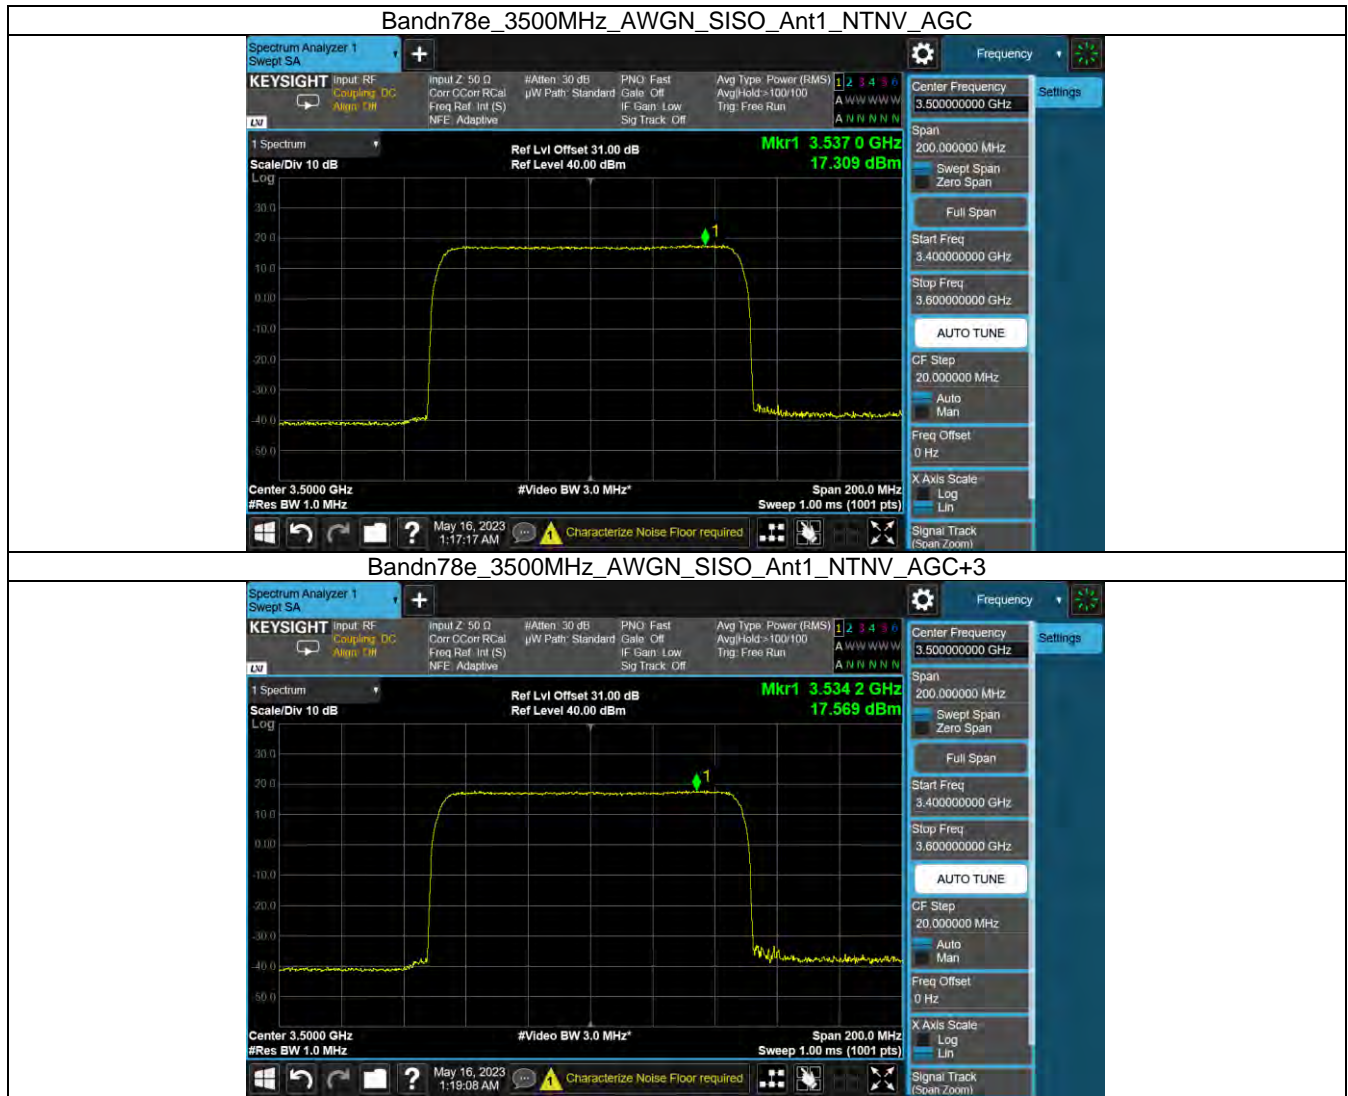 Bandn78e_3500MHz_AWGN_SISO_Ant1_NTNV_AGC
Spectrum Analyzer 1
Swept SA
+
Frequency
KEYSIGHT
Input: RF
Coupling: DC
Align: Off
LXI
Input Z: 50 Ω
Corr CCorr RCal
Freq Ref: Int (S)
NFE: Adaptive
#Atten: 30 dB
µW Path: Standard
PNO: Fast
Gate: Off
IF Gain: Low
Sig Track: Off
Avg Type: Power (RMS)
Avg|Hold:>100/100
Trig: Free Run
1 2 3 4 5 6
A W W W W W
A N N N N N
1 Spectrum
Scale/Div 10 dB
Ref Lvl Offset 31.00 dB
Ref Level 40.00 dBm
Mkr1 3.537 0 GHz
17.309 dBm
Log
30.0
20.0
10.0
0.00
-10.0
-20.0
-30.0
-40.0
-50.0
1
Center 3.5000 GHz
#Res BW 1.0 MHz
#Video BW 3.0 MHz*
Span 200.0 MHz
Sweep 1.00 ms (1001 pts)
May 16, 2023
1:17:17 AM
Characterize Noise Floor required
Center Frequency
3.500000000 GHz
Settings
Span
200.000000 MHz
Swept Span
Zero Span
Full Span
Start Freq
3.400000000 GHz
Stop Freq
3.600000000 GHz
AUTO TUNE
CF Step
20.000000 MHz
Auto
Man
Freq Offset
0 Hz
X Axis Scale
Log
Lin
Signal Track
(Span Zoom)
Bandn78e_3500MHz_AWGN_SISO_Ant1_NTNV_AGC+3
Spectrum Analyzer 1
Swept SA
+
Frequency
KEYSIGHT
Input: RF
Coupling: DC
Align: Off
LXI
Input Z: 50 Ω
Corr CCorr RCal
Freq Ref: Int (S)
NFE: Adaptive
#Atten: 30 dB
µW Path: Standard
PNO: Fast
Gate: Off
IF Gain: Low
Sig Track: Off
Avg Type: Power (RMS)
Avg|Hold:>100/100
Trig: Free Run
1 2 3 4 5 6
A W W W W W
A N N N N N
1 Spectrum
Scale/Div 10 dB
Ref Lvl Offset 31.00 dB
Ref Level 40.00 dBm
Mkr1 3.534 2 GHz
17.569 dBm
Log
30.0
20.0
10.0
0.00
-10.0
-20.0
-30.0
-40.0
-50.0
1
Center 3.5000 GHz
#Res BW 1.0 MHz
#Video BW 3.0 MHz*
Span 200.0 MHz
Sweep 1.00 ms (1001 pts)
May 16, 2023
1:19:08 AM
Characterize Noise Floor required
Center Frequency
3.500000000 GHz
Settings
Span
200.000000 MHz
Swept Span
Zero Span
Full Span
Start Freq
3.400000000 GHz
Stop Freq
3.600000000 GHz
AUTO TUNE
CF Step
20.000000 MHz
Auto
Man
Freq Offset
0 Hz
X Axis Scale
Log
Lin
Signal Track
(Span Zoom)